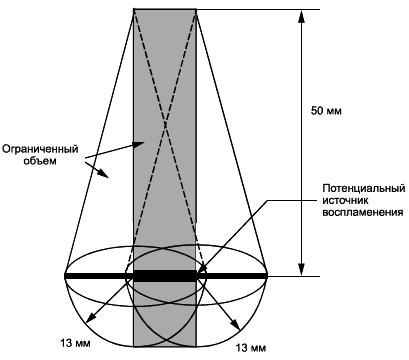 50 мм
Ограниченный
объем
Потенциальный
источник
воспламенения
13 мм
13 мм